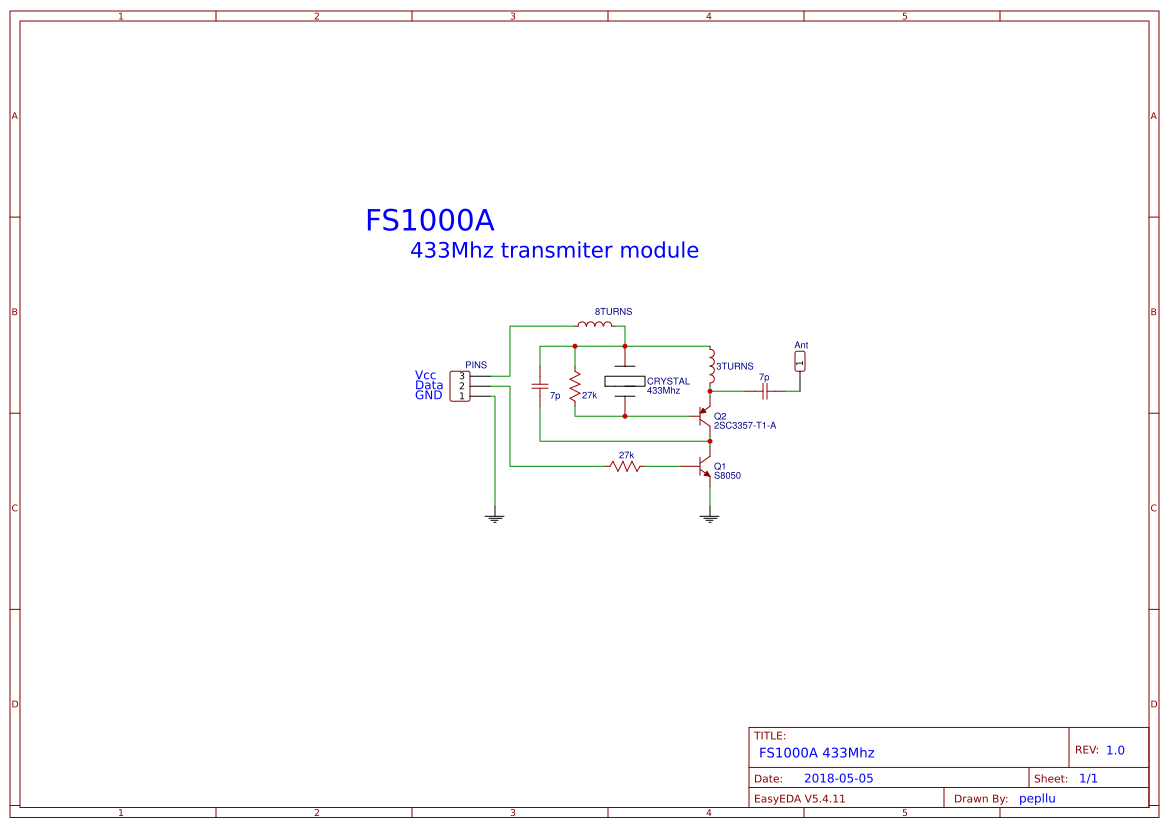 1 2 3 4 5
A A
FS1000A
433Mhz transmiter module
B B
8TURNS
Ant
1
PINS
3TURNS
7p
Vcc 3
Data 2
GND 1
CRYSTAL
433Mhz
7p
27k
Q2
2SC3357-T1-A
27k
Q1
S8050
C C
D D
TITLE:
FS1000A 433Mhz
REV: 1.0
Date: 2018-05-05
Sheet: 1/1
EasyEDA V5.4.11
Drawn By: pepllu
1 2 3 4 5